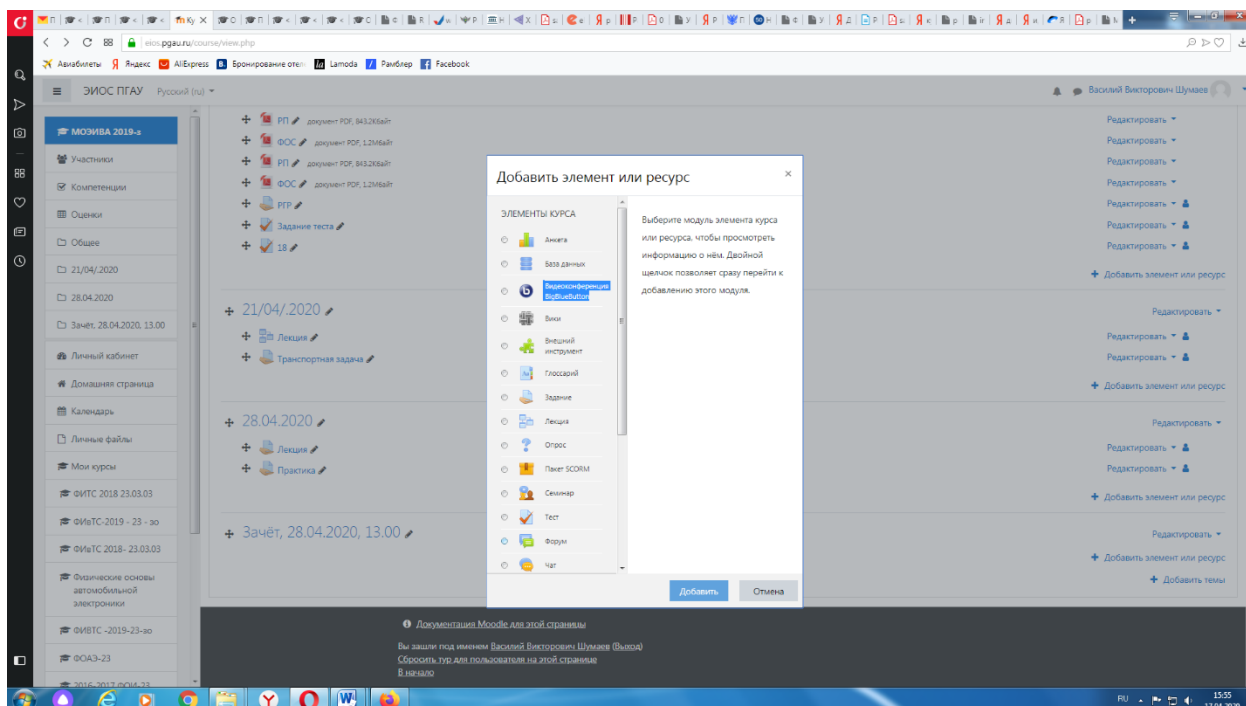 eios.pgau.ru/course/view.php
Авиабилеты Яндекс AliExpress Бронирование отел Lamoda Рамблер Facebook
ЭИОС ПГАУ Русский (ru)
Василий Викторович Шумаев
МОЭИВА 2019-з
Участники
Компетенции
Оценки
Общее
21/04/.2020
28.04.2020
Зачёт, 28.04.2020, 13.00
Личный кабинет
Домашняя страница
Календарь
Личные файлы
Мои курсы
ФИТС 2018 23.03.03
ФИвТС-2019 - 23 - зо
ФИвТС 2018- 23.03.03
Физические основы
автомобильной
электроники
ФИВТС -2019-23-зо
ФОАЭ-23
2016-2017 ФОИ-23
РП документ PDF, 843.2Кбайт
ФОС документ PDF, 1.2Мбайт
РП документ PDF, 843.2Кбайт
ФОС документ PDF, 1.2Мбайт
РГР
Задание теста
18
21/04/.2020
Лекция
Транспортная задача
28.04.2020
Лекция
Практика
Зачёт, 28.04.2020, 13.00
Редактировать
Редактировать
Редактировать
Редактировать
Редактировать
Редактировать
Редактировать
Добавить элемент или ресурс
Редактировать
Редактировать
Редактировать
Добавить элемент или ресурс
Редактировать
Редактировать
Редактировать
Добавить элемент или ресурс
Редактировать
Добавить элемент или ресурс
Добавить темы
Добавить элемент или ресурс ×
ЭЛЕМЕНТЫ КУРСА
Анкета
База данных
Видеоконференция
BigBlueButton
Вики
Внешний
инструмент
Глоссарий
Задание
Лекция
Опрос
Пакет SCORM
Семинар
Тест
Форум
Чат
Выберите модуль элемента курса
или ресурса, чтобы просмотреть
информацию о нём. Двойной
щелчок позволяет сразу перейти к
добавлению этого модуля.
Добавить Отмена
Документация Moodle для этой страницы
Вы зашли под именем Василий Викторович Шумаев (Выход)
Сбросить тур для пользователя на этой странице
В начало
RU 15:55
17.04.2020